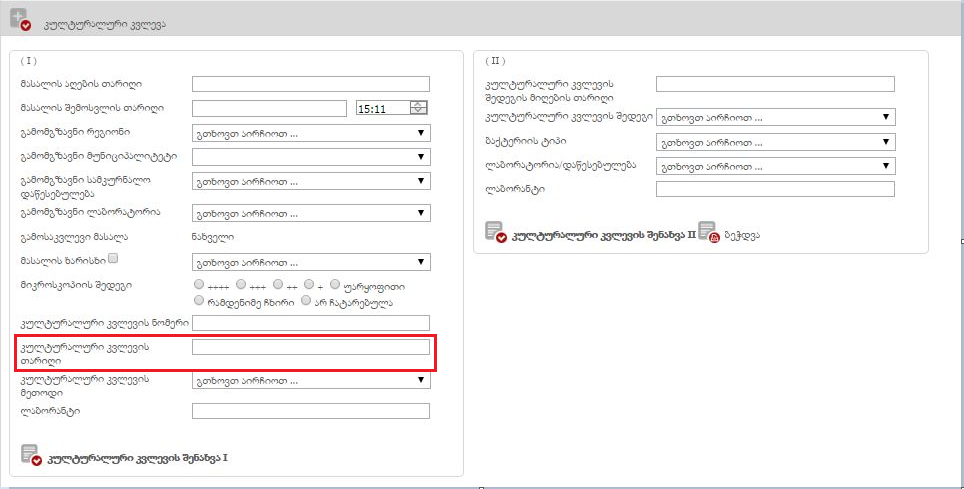 კულტურალური კვლევა
( I )
მასალის აღების თარიღი
მასალის შემოსვლის თარიღი
15:11
გამომგზავნი რეგიონი
გთხოვთ აირჩიოთ ...
გამომგზავნი მუნიციპალიტეტი
გამომგზავნი სამკურნალო
დაწესებულება
გთხოვთ აირჩიოთ ...
გამომგზავნი ლაბორატორია
გთხოვთ აირჩიოთ ...
გამოსაკვლევი მასალა
ნახველი
მასალის ხარისხი
გთხოვთ აირჩიოთ ...
მიკროსკოპიის შედეგი
++++ +++ ++ + უარყოფითი
რამდენიმე ჩხირი არ ჩატარებულა
კულტურალური კვლევის ნომერი
კულტურალური კვლევის
თარიღი
კულტურალური კვლევის
მეთოდი
გთხოვთ აირჩიოთ ...
ლაბორანტი
კულტურალური კვლევის შენახვა I
( II )
კულტურალური კვლევის
შედეგის მიღების თარიღი
კულტურალური კვლევის შედეგი
გთხოვთ აირჩიოთ ...
ბაქტერიის ტიპი
გთხოვთ აირჩიოთ ...
ლაბორატორია/დაწესებულება
გთხოვთ აირჩიოთ ...
ლაბორანტი
კულტურალური კვლევის შენახვა II
ბეჭდვა